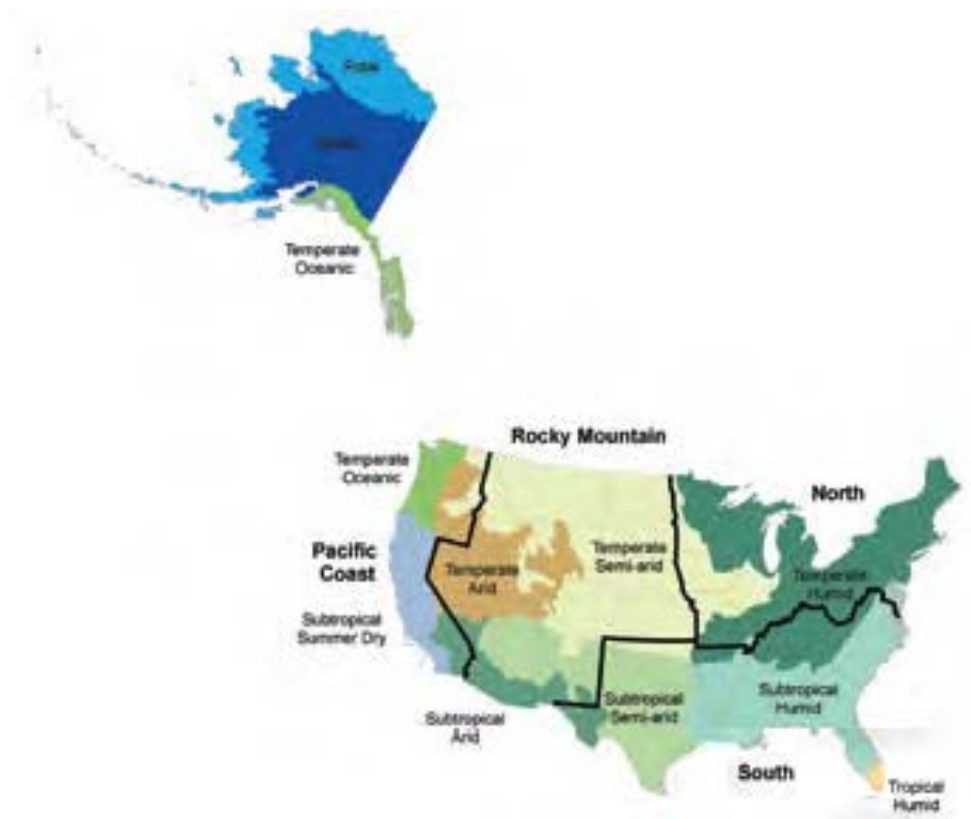 Polar
Temperate
Oceanic
Rocky Mountain
Temperate
Oceanic
North
Pacific
Coast
Temperate
Semi-arid
Temperate
Arid
Temperate
Humid
Subtropical
Summer Dry
Subtropical
Semi-arid
Subtropical
Humid
Subtropical
Arid
South
Tropical
Humid